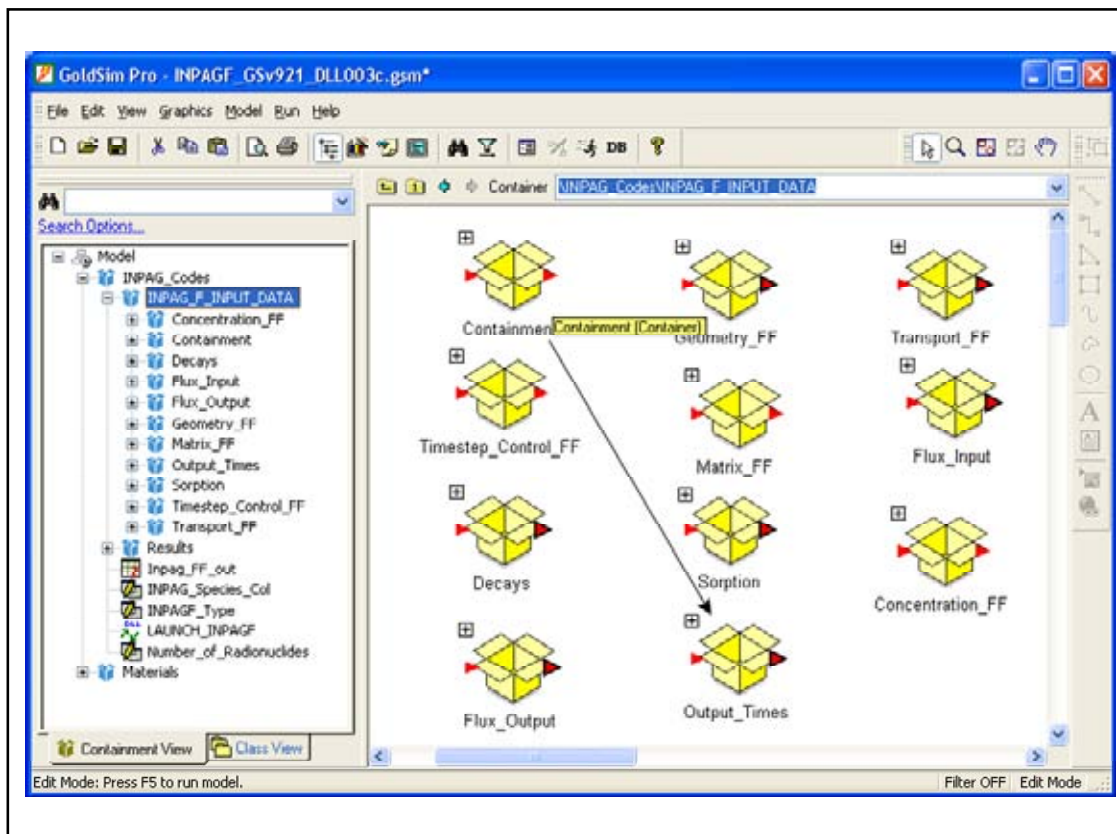 GoldSim Pro - INPAGF_GSv921_DLL003c.gsm*
File Edit View Graphics Model Run Help
DB
Container \INPAG_Codes\INPAG_F_INPUT_DATA
Search Options...
Model
INPAG_Codes
INPAG_F_INPUT_DATA
Concentration_FF
Containment
Decays
Flux_Input
Flux_Output
Geometry_FF
Matrix_FF
Output_Times
Sorption
Timestep_Control_FF
Transport_FF
Results
Inpag_FF_out
INPAG_Species_Col
INPAGF_Type
LAUNCH_INPAGF
Number_of_Radionuclides
Materials
Containment View Class View
Containmen Containment [Container] Geometry_FF Transport_FF
Timestep_Control_FF Matrix_FF Flux_Input
Decays Sorption Concentration_FF
Flux_Output Output_Times
A
Edit Mode: Press F5 to run model. Filter OFF Edit Mode